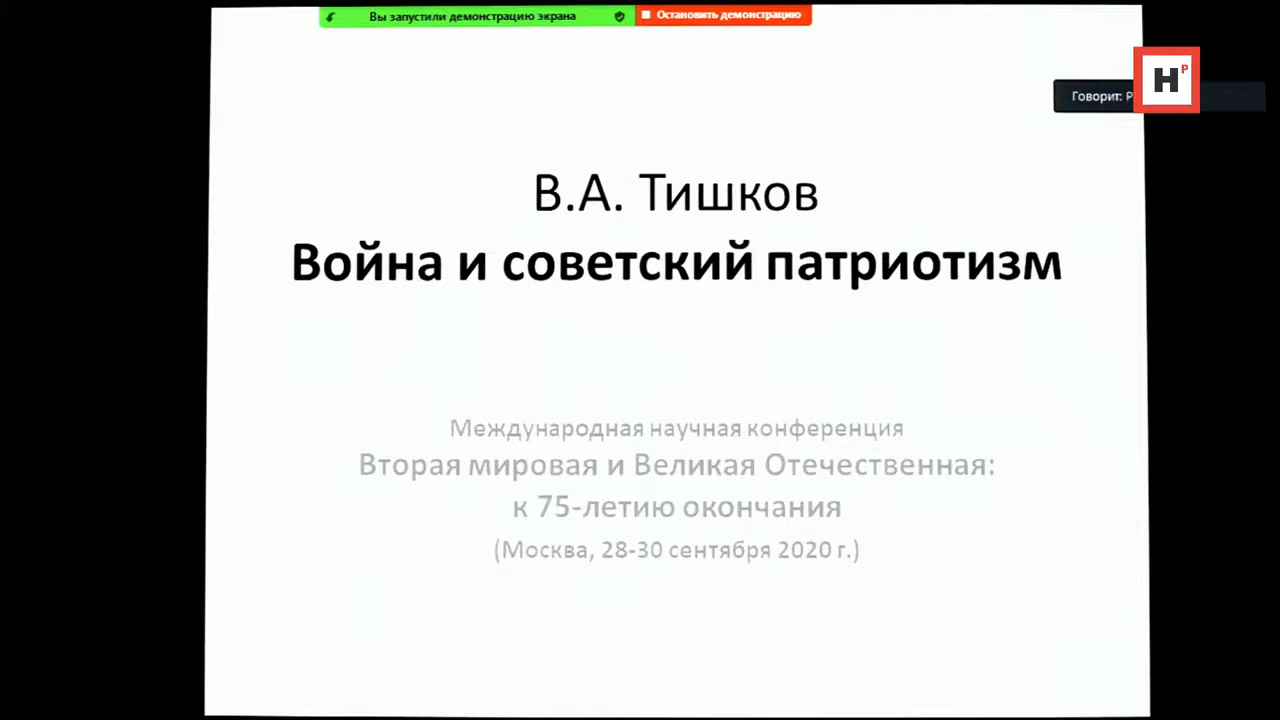 Вы запустили демонстрацию экрана
Остановить демонстрацию
Говорит:
Н Р
В.А. Тишков
Война и советский патриотизм
Международная научная конференция
Вторая мировая и Великая Отечественная:
к 75-летию окончания
(Москва, 28-30 сентября 2020 г.)